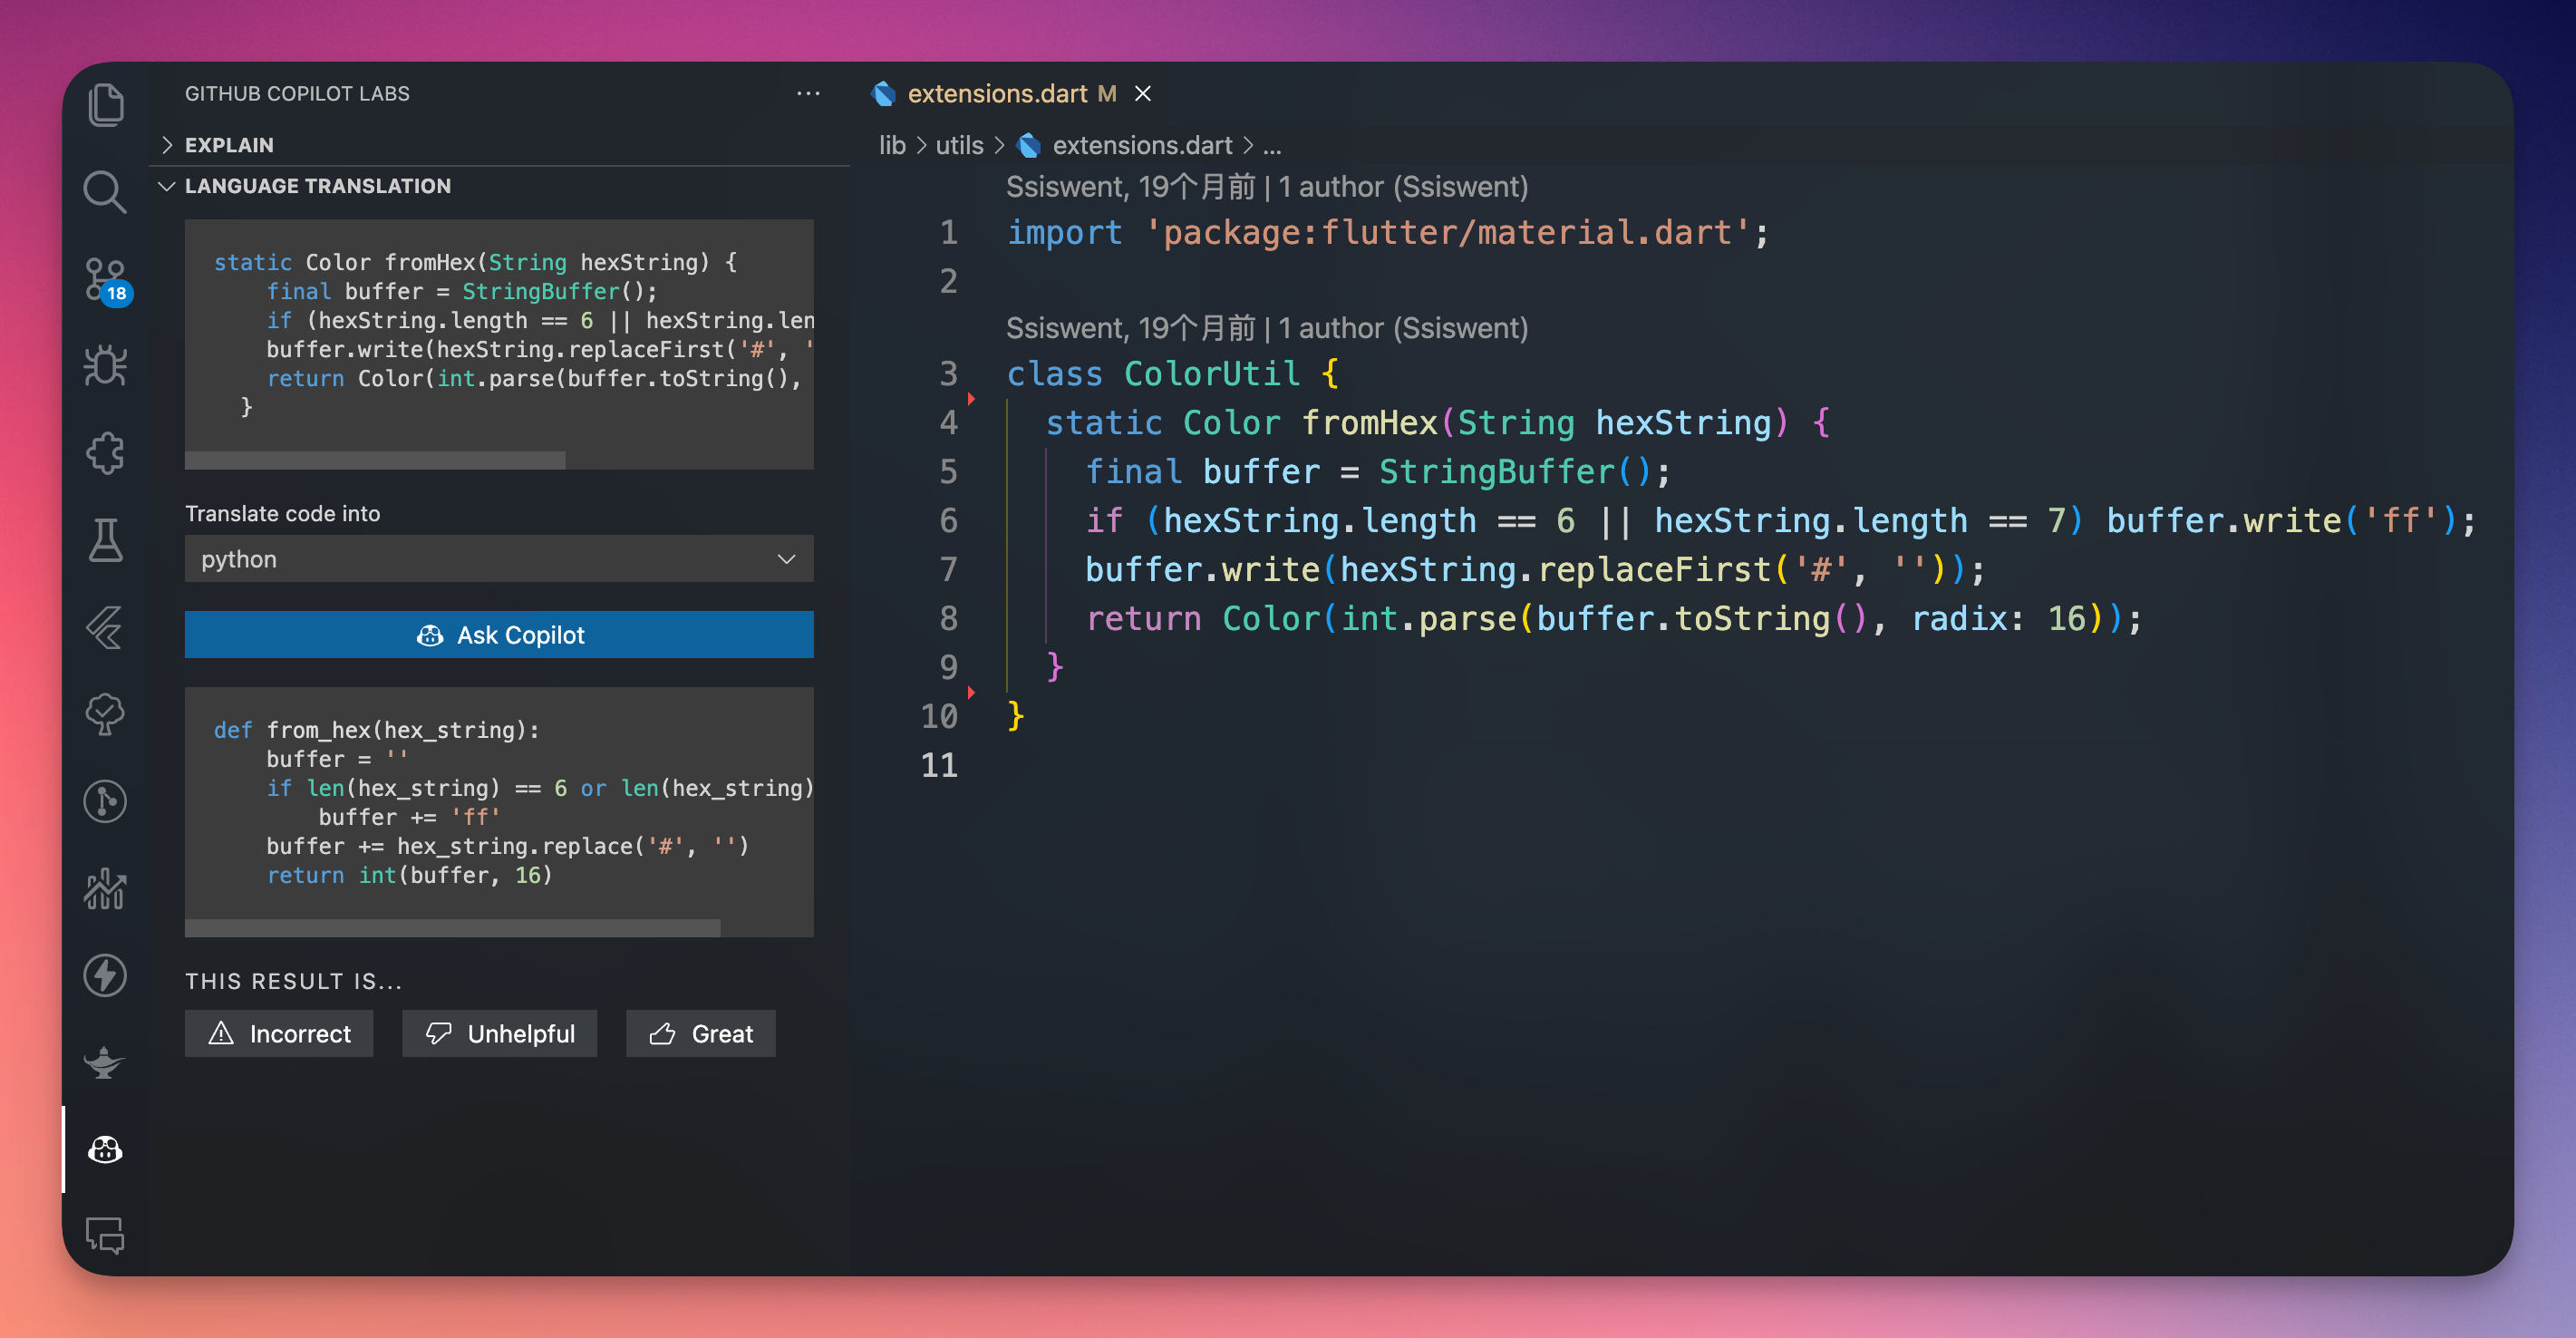 GITHUB COPILOT LABS
EXPLAIN
LANGUAGE TRANSLATION
static Color fromHex(String hexString) {
    final buffer = StringBuffer();
    if (hexString.length == 6 || hexString.len
    buffer.write(hexString.replaceFirst('#', '
    return Color(int.parse(buffer.toString(),
  }
Translate code into
python
Ask Copilot
def from_hex(hex_string):
    buffer = ''
    if len(hex_string) == 6 or len(hex_string)
        buffer += 'ff'
    buffer += hex_string.replace('#', '')
    return int(buffer, 16)
THIS RESULT IS...
Incorrect Unhelpful Great
18
extensions.dart M
lib > utils > extensions.dart > ...
Ssiswent, 19个月前 | 1 author (Ssiswent)
1 import 'package:flutter/material.dart';
2
Ssiswent, 19个月前 | 1 author (Ssiswent)
3 class ColorUtil {
4   static Color fromHex(String hexString) {
5     final buffer = StringBuffer();
6     if (hexString.length == 6 || hexString.length == 7) buffer.write('ff');
7     buffer.write(hexString.replaceFirst('#', ''));
8     return Color(int.parse(buffer.toString(), radix: 16));
9   }
10 }
11